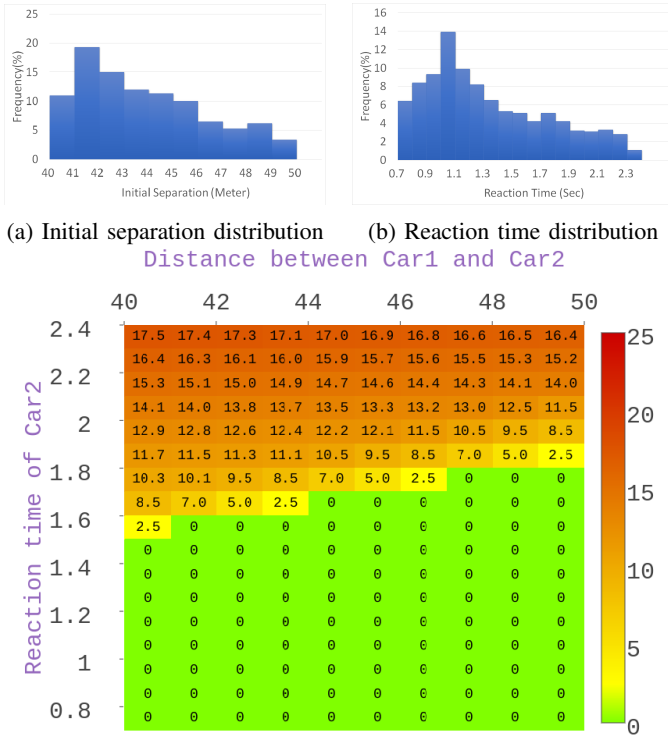 25
20
15
10
5
0
Frequency(%)
40 41 42 43 44 45 46 47 48 49 50
Initial Separation (Meter)
16
14
12
10
8
6
4
2
0
Frequency(%)
0.7 0.9 1.1 1.3 1.5 1.7 1.9 2.1 2.3
Reaction Time (Sec)
(a) Initial separation distribution
(b) Reaction time distribution
Distance between Car1 and Car2
40 42 44 46 48 50
Reaction time of Car2
2.4
17.5 17.4 17.3 17.1 17.0 16.9 16.8 16.6 16.5 16.4
16.4 16.3 16.1 16.0 15.9 15.7 15.6 15.5 15.3 15.2
2.2
15.3 15.1 15.0 14.9 14.7 14.6 14.4 14.3 14.1 14.0
14.1 14.0 13.8 13.7 13.5 13.3 13.2 13.0 12.5 11.5
2
12.9 12.8 12.6 12.4 12.2 12.1 11.5 10.5 9.5 8.5
11.7 11.5 11.3 11.1 10.5 9.5 8.5 7.0 5.0 2.5
1.8
10.3 10.1 9.5 8.5 7.0 5.0 2.5 0 0 0
8.5 7.0 5.0 2.5 0 0 0 0 0 0
1.6
2.5 0 0 0 0 0 0 0 0 0
0 0 0 0 0 0 0 0 0 0
1.4
0 0 0 0 0 0 0 0 0 0
0 0 0 0 0 0 0 0 0 0
1.2
0 0 0 0 0 0 0 0 0 0
0 0 0 0 0 0 0 0 0 0
1
0 0 0 0 0 0 0 0 0 0
0 0 0 0 0 0 0 0 0 0
0.8
0 0 0 0 0 0 0 0 0 0
25
20
15
10
5
0